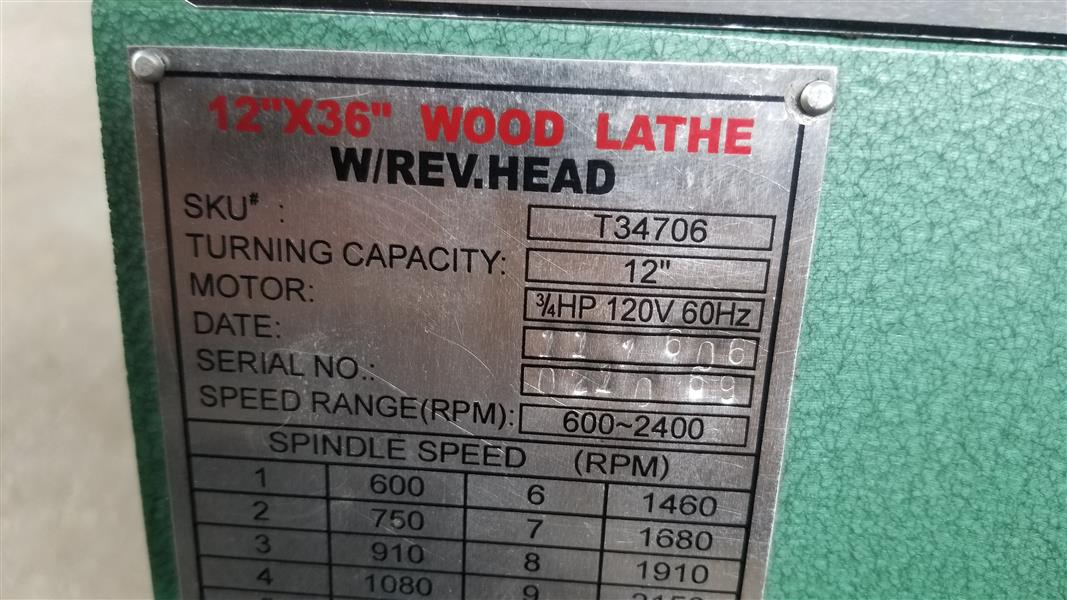 12"X36" WOOD LATHE
W/REV.HEAD
SKU# : T34706
TURNING CAPACITY: 12"
MOTOR: ¾HP 120V 60Hz
DATE:
SERIAL NO.:
SPEED RANGE(RPM): 600~2400
SPINDLE SPEED (RPM)
1 600 6 1460
2 750 7 1680
3 910 8 1910
4 1080 9